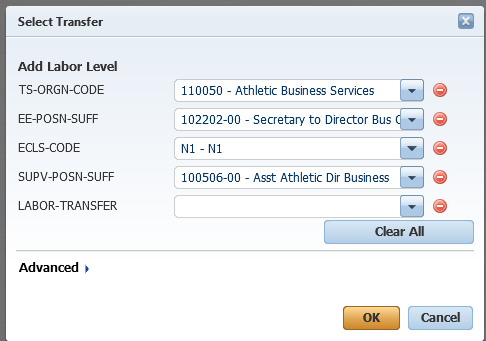 Select Transfer
Add Labor Level
TS-ORGN-CODE 110050 - Athletic Business Services
EE-POSN-SUFF 102202-00 - Secretary to Director Bus
ECLS-CODE N1 - N1
SUPV-POSN-SUFF 100506-00 - Asst Athletic Dir Business
LABOR-TRANSFER
Clear All
Advanced
OK Cancel